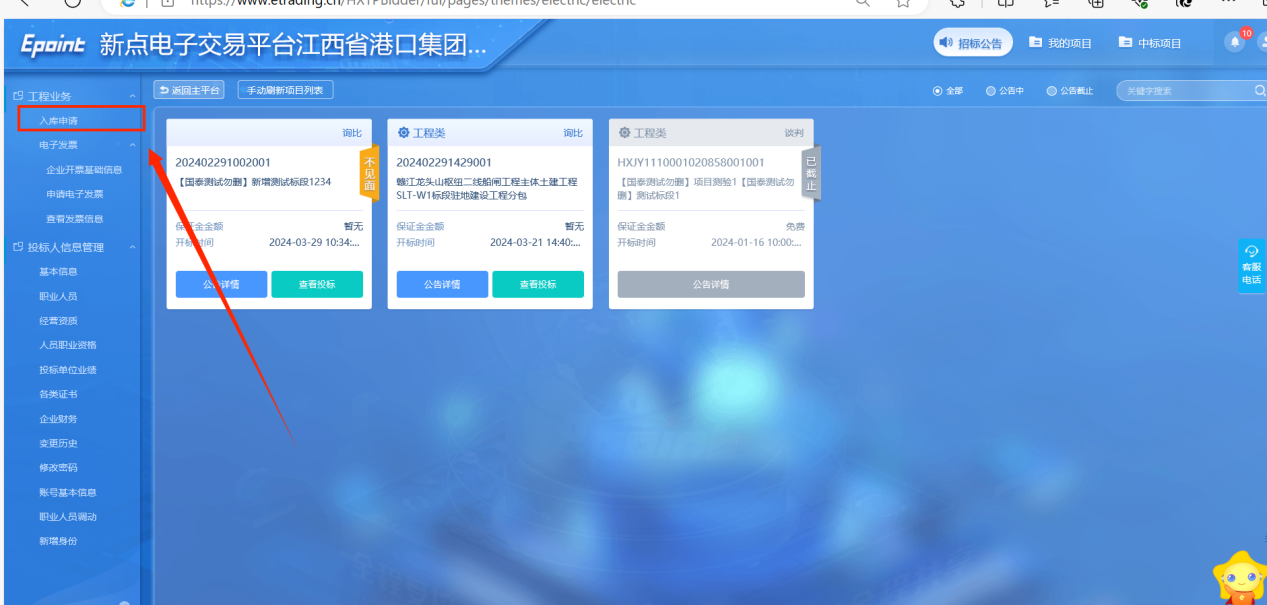 https://www.etrading.cn/HXTPBidder/ful/pages/themes/electric/electric
Epoint 新点电子交易平台江西省港口集团...
招标公告
我的项目
中标项目
10
工程业务
入库申请
电子发票
企业开票基础信息
申请电子发票
查看发票信息
投标人信息管理
基本信息
职业人员
经营资质
人员职业资格
投标单位业绩
各类证书
企业财务
变更历史
修改密码
账号基本信息
职业人员调动
新增身份
返回主平台
手动刷新项目列表
全部
公告中
公告截止
关键字搜索
询比
202402291002001
不见面
【国泰测试勿删】新增测试标段1234
保证金金额
暂无
开标时间
2024-03-29 10:34:...
公告详情
查看投标
工程类
询比
202402291429001
赣江龙头山枢纽二线船闸工程主体土建工程
SLT-W1标段驻地建设工程分包
保证金金额
暂无
开标时间
2024-03-21 14:40:...
公告详情
查看投标
工程类
谈判
HXJY1110001020858001001
已截止
【国泰测试勿删】项目测验1【国泰测试勿
删】测试标段1
保证金金额
免费
开标时间
2024-01-16 10:00:...
公告详情
客服
电话